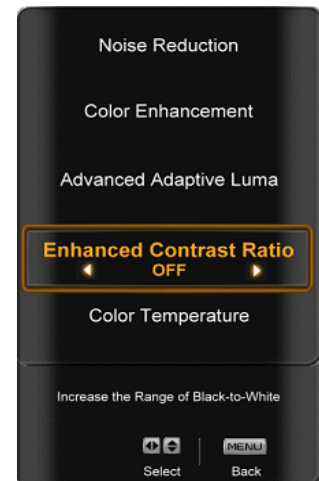 Noise Reduction
Color Enhancement
Advanced Adaptive Luma
Enhanced Contrast Ratio
OFF
Color Temperature
Increase the Range of Black-to-White
MENU
Select Back